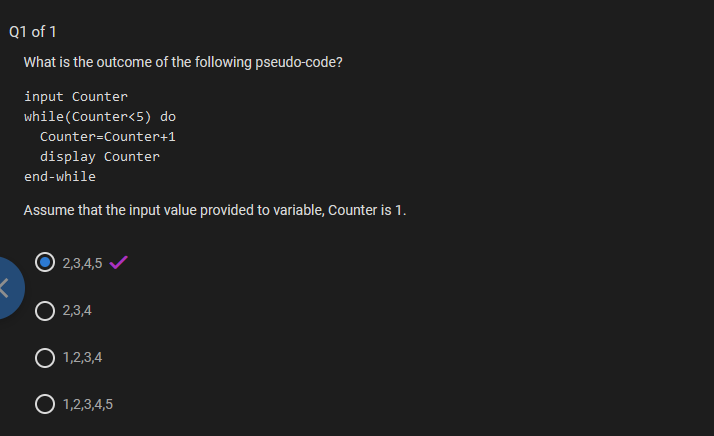 Q1 of 1
What is the outcome of the following pseudo-code?
input Counter
while(Counter<5) do
Counter=Counter+1
display Counter
end-while
Assume that the input value provided to variable, Counter is 1.
2,3,4,5
2,3,4
1,2,3,4
1,2,3,4,5